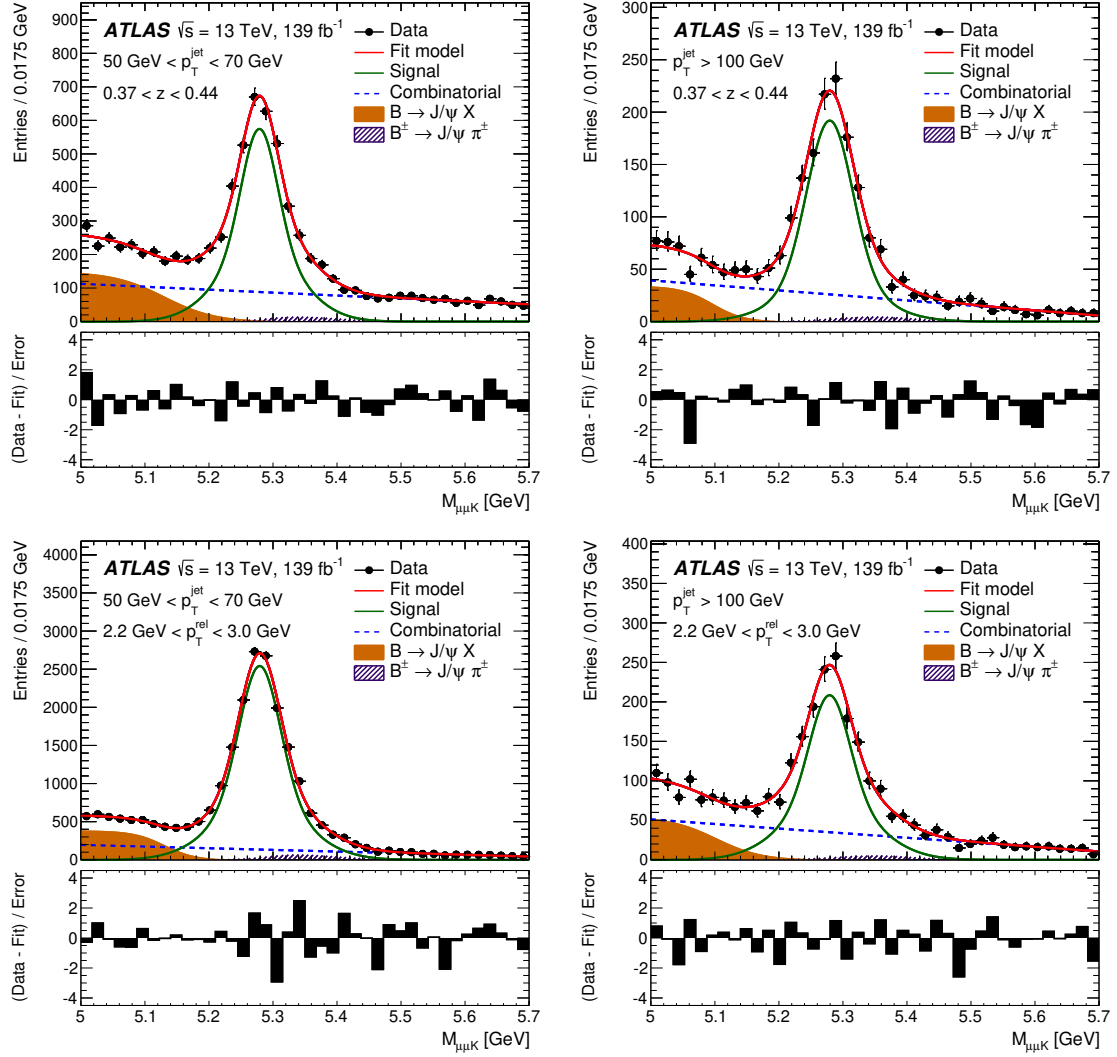 ATLAS √s = 13 TeV, 139 fb⁻¹
50 GeV < p_T^jet < 70 GeV
0.37 < z < 0.44
Data
Fit model
Signal
Combinatorial
B → J/ψ X
B± → J/ψ π±
Entries / 0.0175 GeV
900
800
700
600
500
400
300
200
100
0
(Data - Fit) / Error
4
2
0
-2
-4
5 5.1 5.2 5.3 5.4 5.5 5.6 5.7
M_μμK [GeV]
ATLAS √s = 13 TeV, 139 fb⁻¹
p_T^jet > 100 GeV
0.37 < z < 0.44
Data
Fit model
Signal
Combinatorial
B → J/ψ X
B± → J/ψ π±
Entries / 0.0175 GeV
300
250
200
150
100
50
0
(Data - Fit) / Error
4
2
0
-2
-4
5 5.1 5.2 5.3 5.4 5.5 5.6 5.7
M_μμK [GeV]
ATLAS √s = 13 TeV, 139 fb⁻¹
50 GeV < p_T^jet < 70 GeV
2.2 GeV < p_T^rel < 3.0 GeV
Data
Fit model
Signal
Combinatorial
B → J/ψ X
B± → J/ψ π±
Entries / 0.0175 GeV
4000
3500
3000
2500
2000
1500
1000
500
0
(Data - Fit) / Error
4
2
0
-2
-4
5 5.1 5.2 5.3 5.4 5.5 5.6 5.7
M_μμK [GeV]
ATLAS √s = 13 TeV, 139 fb⁻¹
p_T^jet > 100 GeV
2.2 GeV < p_T^rel < 3.0 GeV
Data
Fit model
Signal
Combinatorial
B → J/ψ X
B± → J/ψ π±
Entries / 0.0175 GeV
400
350
300
250
200
150
100
50
0
(Data - Fit) / Error
4
2
0
-2
-4
5 5.1 5.2 5.3 5.4 5.5 5.6 5.7
M_μμK [GeV]